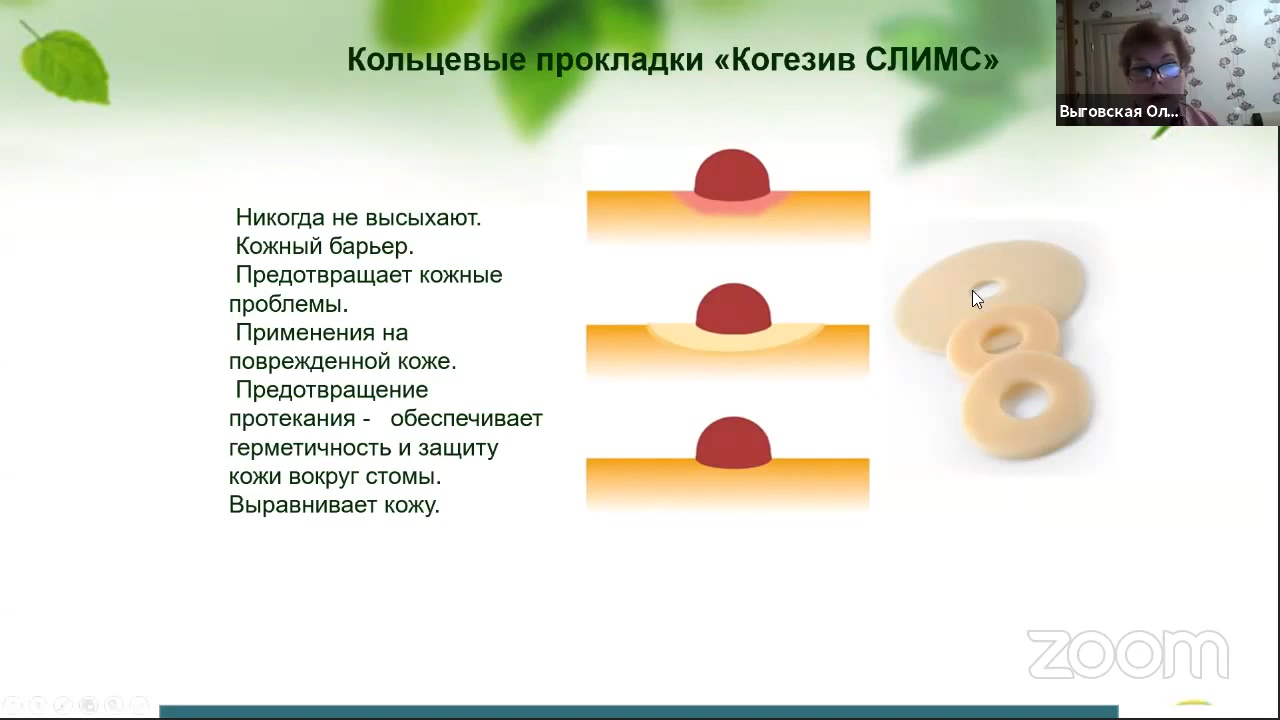 Кольцевые прокладки «Когезив СЛИМС»
Выговская Ол...
Никогда не высыхают.
Кожный барьер.
Предотвращает кожные
проблемы.
Применения на
поврежденной коже.
Предотвращение
протекания - обеспечивает
герметичность и защиту
кожи вокруг стомы.
Выравнивает кожу.
zoom